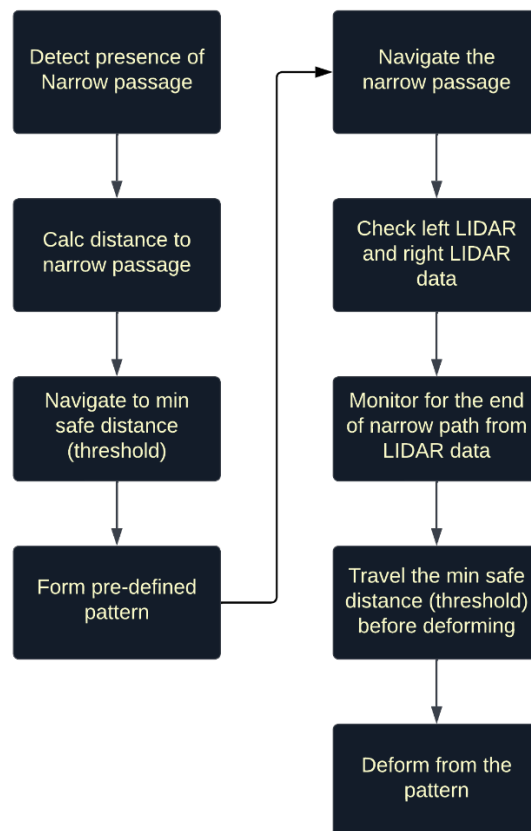 Detect presence of
Narrow passage
Calc distance to
narrow passage
Navigate to min
safe distance
(threshold)
Form pre-defined
pattern
Navigate the
narrow passage
Check left LIDAR
and right LIDAR
data
Monitor for the end
of narrow path from
LIDAR data
Travel the min safe
distance (threshold)
before deforming
Deform from the
pattern